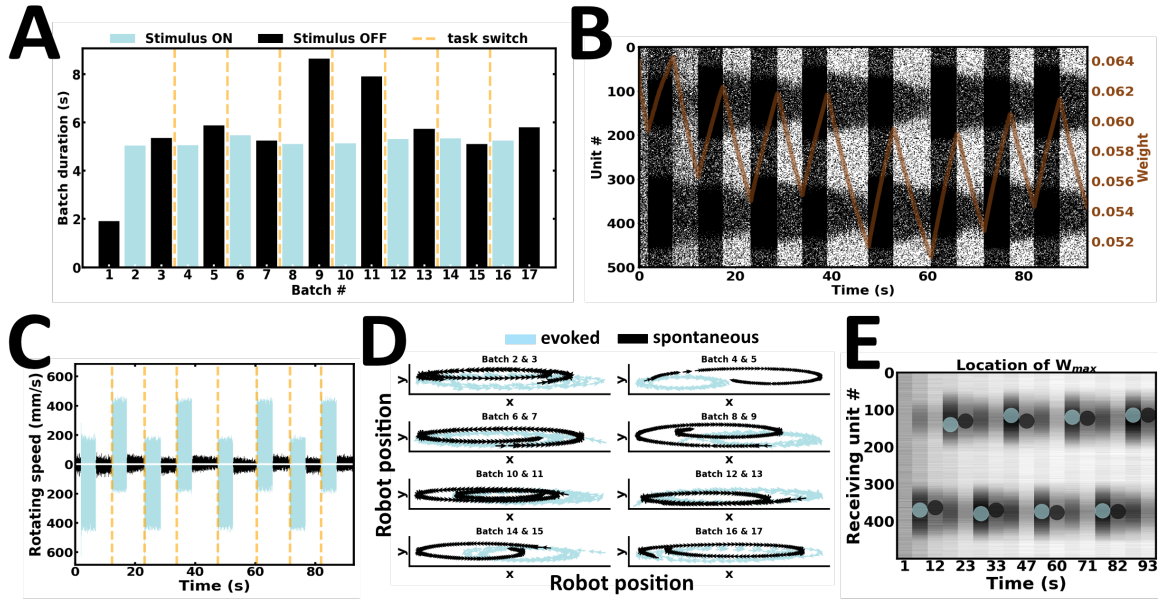 A
Stimulus ON
Stimulus OFF
task switch
Batch duration (s)
8
6
4
2
0
1 2 3 4 5 6 7 8 9 10 11 12 13 14 15 16 17
Batch #
B
Unit #
0
100
200
300
400
500
0 20 40 60 80
Time (s)
0.064
0.062
0.060
0.058
0.056
0.054
0.052
Weight
C
Rotating speed (mm/s)
600
400
200
0
200
400
600
0 20 40 60 80
Time (s)
D
evoked
spontaneous
Robot position
Batch 2 & 3
y
x
Batch 4 & 5
y
x
Batch 6 & 7
y
x
Batch 8 & 9
y
x
Batch 10 & 11
y
x
Batch 12 & 13
y
x
Batch 14 & 15
y
x
Batch 16 & 17
y
x
Robot position
E
Location of Wmax
Receiving unit #
0
100
200
300
400
1 12 23 33 47 60 71 82 93
Time (s)